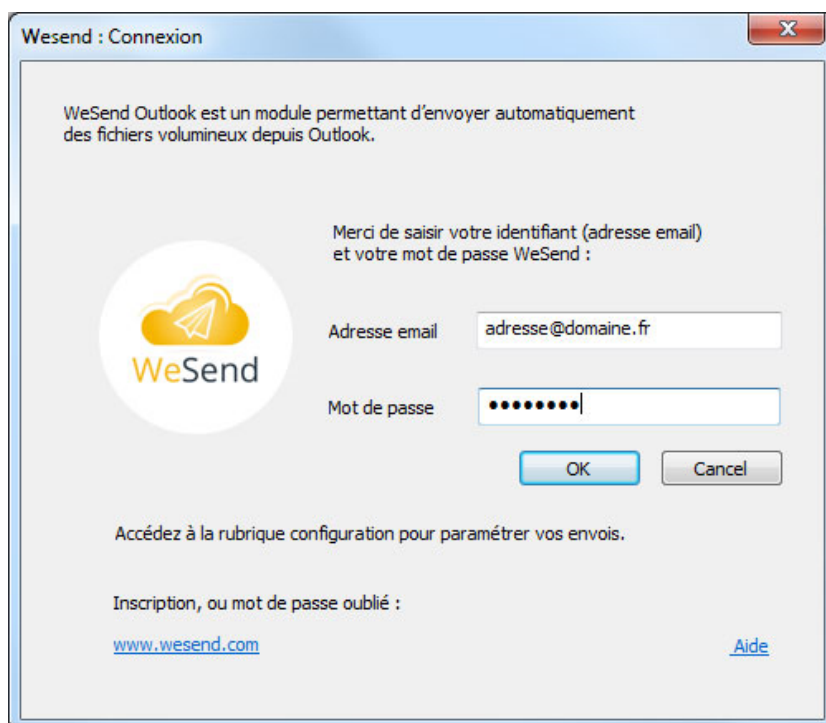 Wesend : Connexion
WeSend Outlook est un module permettant d'envoyer automatiquement
des fichiers volumineux depuis Outlook.
Merci de saisir votre identifiant (adresse email)
et votre mot de passe WeSend :
WeSend
Adresse email
adresse@domaine.fr
Mot de passe
••••••••
OK
Cancel
Accédez à la rubrique configuration pour paramétrer vos envois.
Inscription, ou mot de passe oublié :
www.wesend.com
Aide